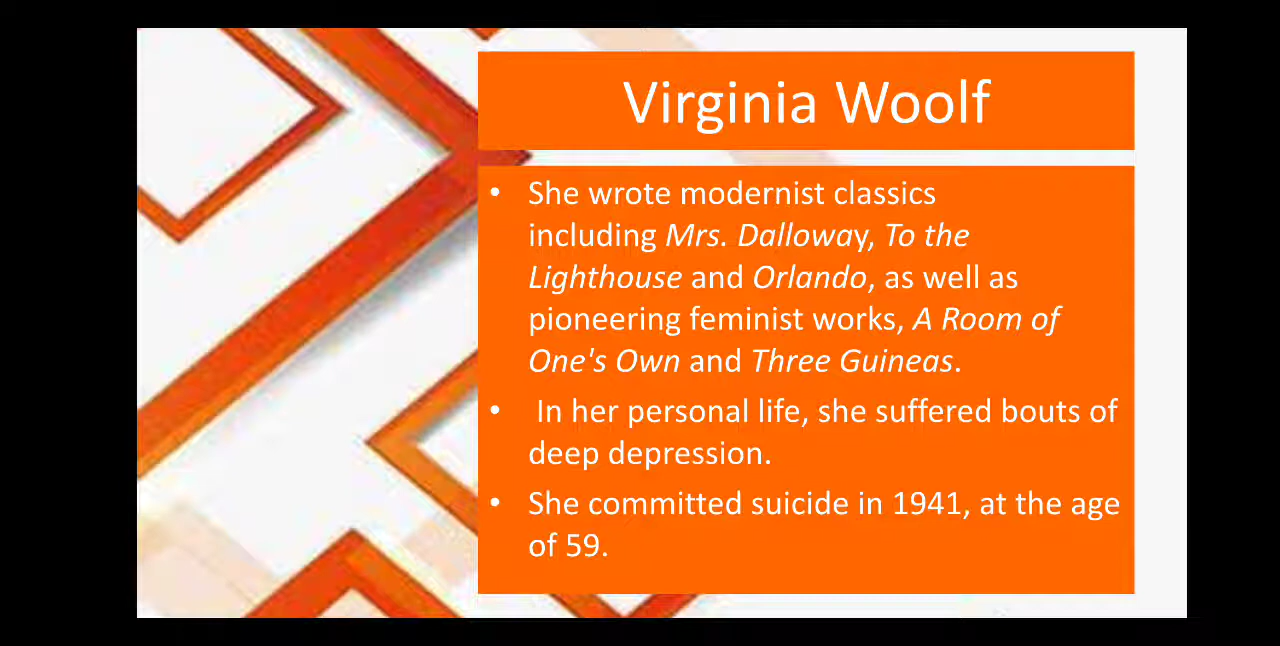 Virginia Woolf
• She wrote modernist classics
including Mrs. Dalloway, To the
Lighthouse and Orlando, as well as
pioneering feminist works, A Room of
One's Own and Three Guineas.
• In her personal life, she suffered bouts of
deep depression.
• She committed suicide in 1941, at the age
of 59.